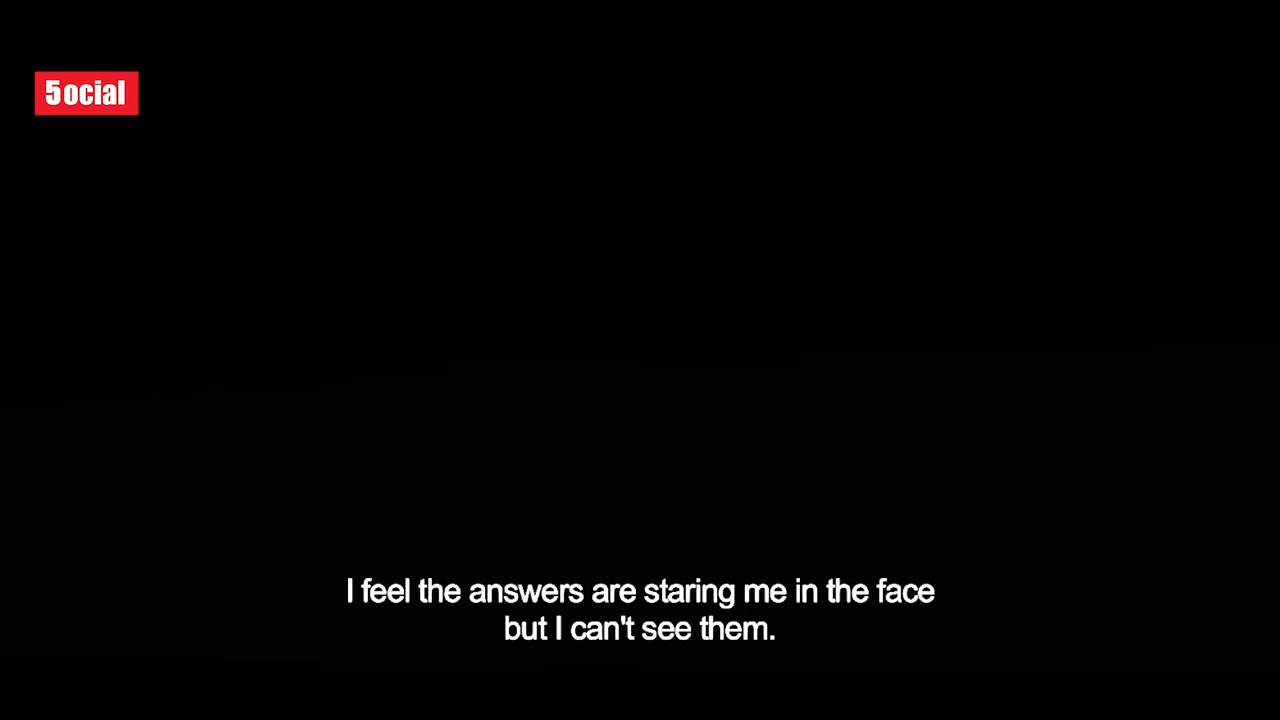 5ocial
I feel the answers are staring me in the face
but I can't see them.